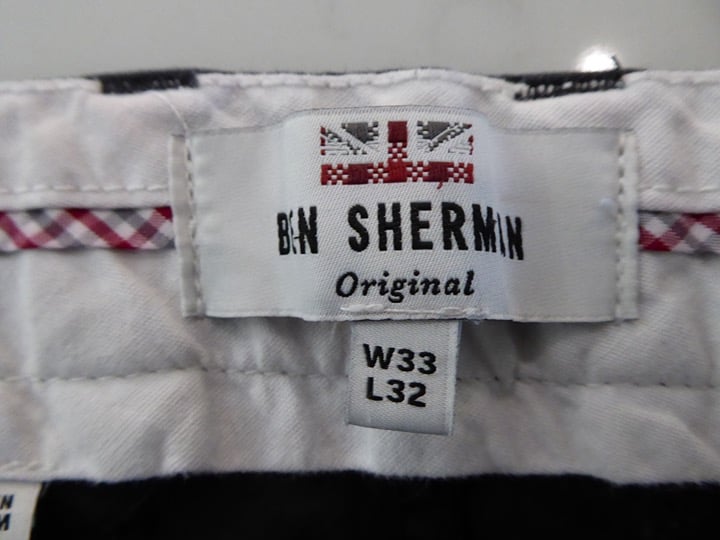 BEN SHERMAN
Original
W33
L32
N
M